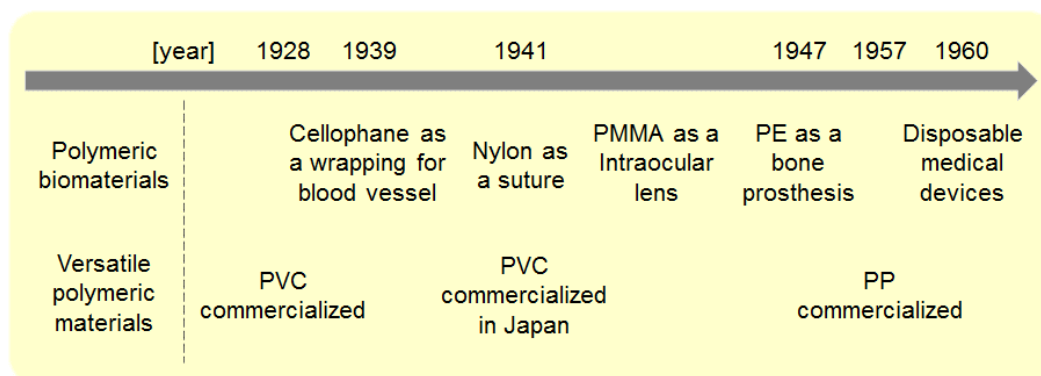 [year] 1928 1939 1941 1947 1957 1960
Polymeric
biomaterials
Cellophane as
a wrapping for
blood vessel
Nylon as
a suture
PMMA as a
Intraocular
lens
PE as a
bone
prosthesis
Disposable
medical
devices
Versatile
polymeric
materials
PVC
commercialized
PVC
commercialized
in Japan
PP
commercialized